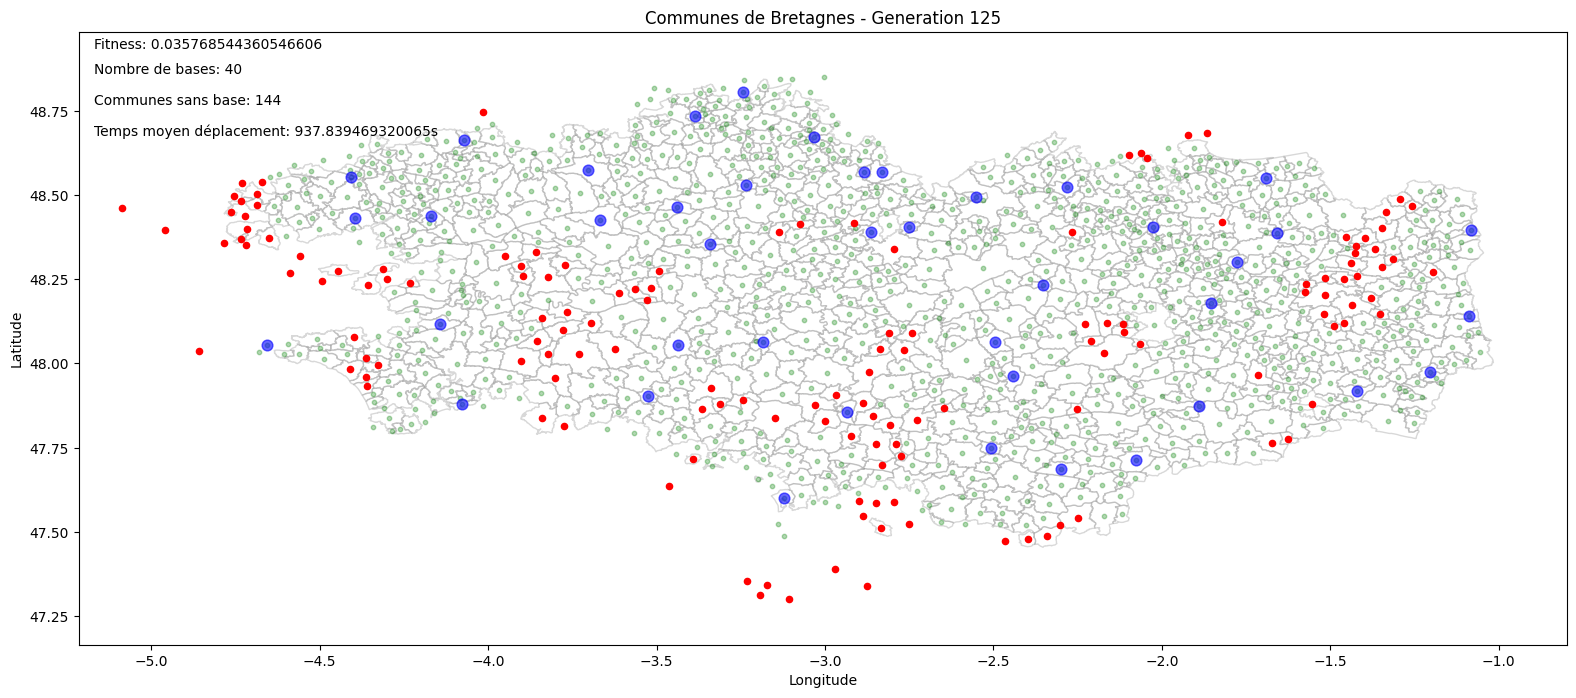 Communes de Bretagnes - Generation 125
Fitness: 0.035768544360546606
Nombre de bases: 40
Communes sans base: 144
Temps moyen déplacement: 937.839469320065s
Latitude
48.75
48.50
48.25
48.00
47.75
47.50
47.25
−5.0 −4.5 −4.0 −3.5 −3.0 −2.5 −2.0 −1.5 −1.0
Longitude